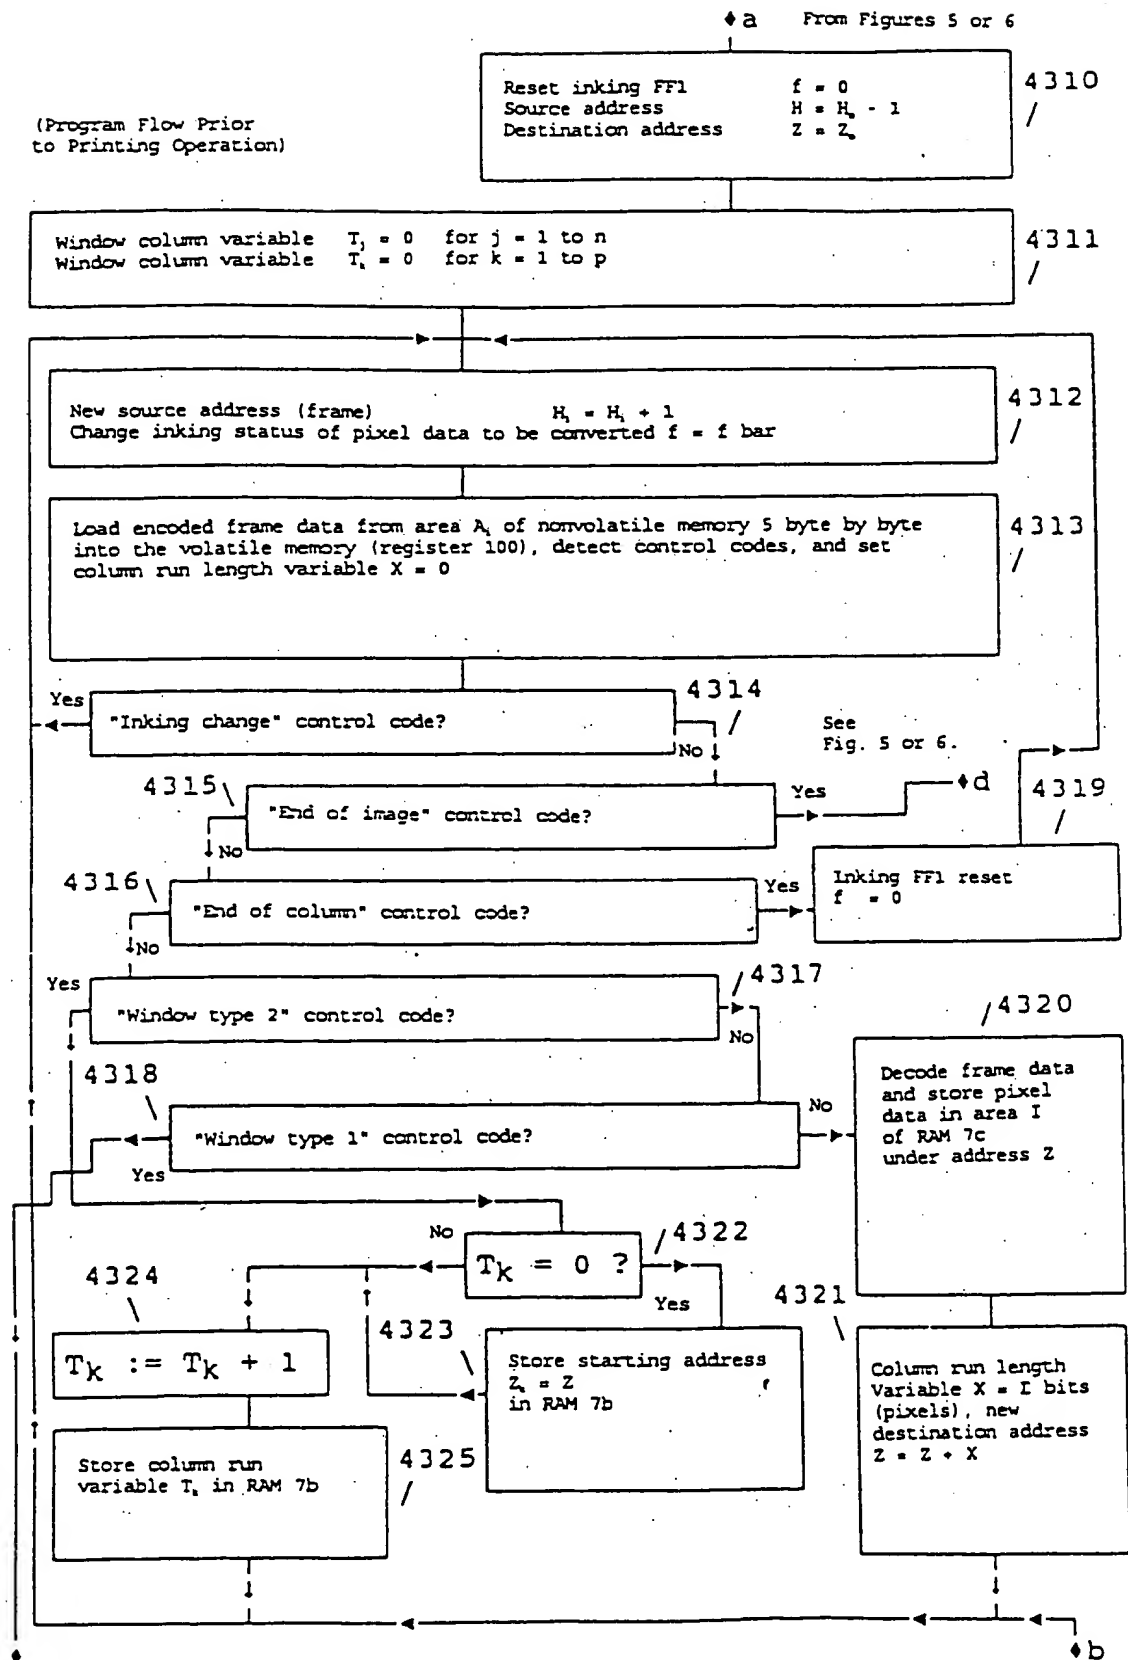 a From Figures 5 or 6
Reset inking FF1 f = 0
Source address H = H₀ - 1
Destination address Z = Z₀
4310
(Program Flow Prior
to Printing Operation)
Window column variable Tⱼ = 0 for j = 1 to n
Window column variable Tₖ = 0 for k = 1 to p
4311
New source address (frame) Hᵢ = Hᵢ + 1
Change inking status of pixel data to be converted f = f bar
4312
Load encoded frame data from area Aᵢ of nonvolatile memory 5 byte by byte
into the volatile memory (register 100), detect control codes, and set
column run length variable X = 0
4313
Yes
"Inking change" control code?
4314
No
See
Fig. 5 or 6.
4315
"End of image" control code?
Yes
d
4319
No
4316
"End of column" control code?
Yes
Inking FF1 reset
f = 0
No
Yes
"Window type 2" control code?
4317
No
4320
4318
"Window type 1" control code?
No
Yes
Decode frame data
and store pixel
data in area I
of RAM 7c
under address Z
No
Tk = 0 ?
4322
Yes
4324
Tk := Tk + 1
4323
Store starting address
Zₖ = Z
in RAM 7b
4321
Column run length
Variable X = I bits
(pixels), new
destination address
Z = Z + X
Store column run
variable Tₖ in RAM 7b
4325
b